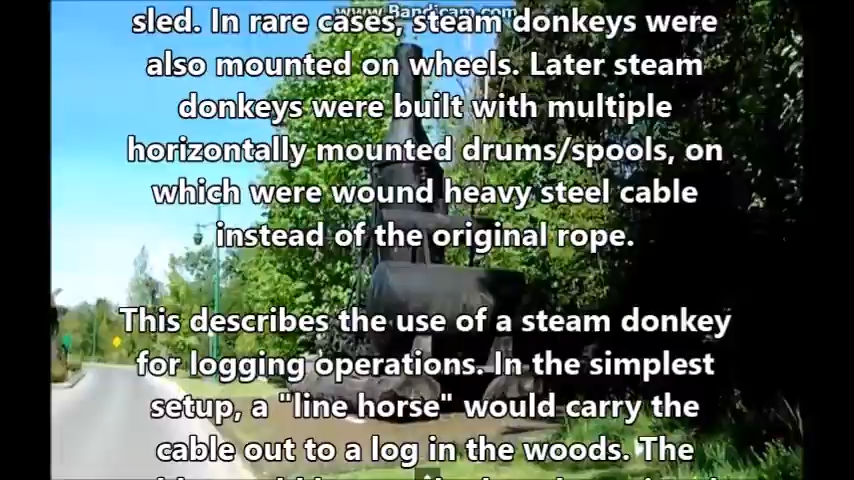 www.Bandicam.com
sled. In rare cases, steam donkeys were
also mounted on wheels. Later steam
donkeys were built with multiple
horizontally mounted drums/spools, on
which were wound heavy steel cable
instead of the original rope.
This describes the use of a steam donkey
for logging operations. In the simplest
setup, a "line horse" would carry the
cable out to a log in the woods. The